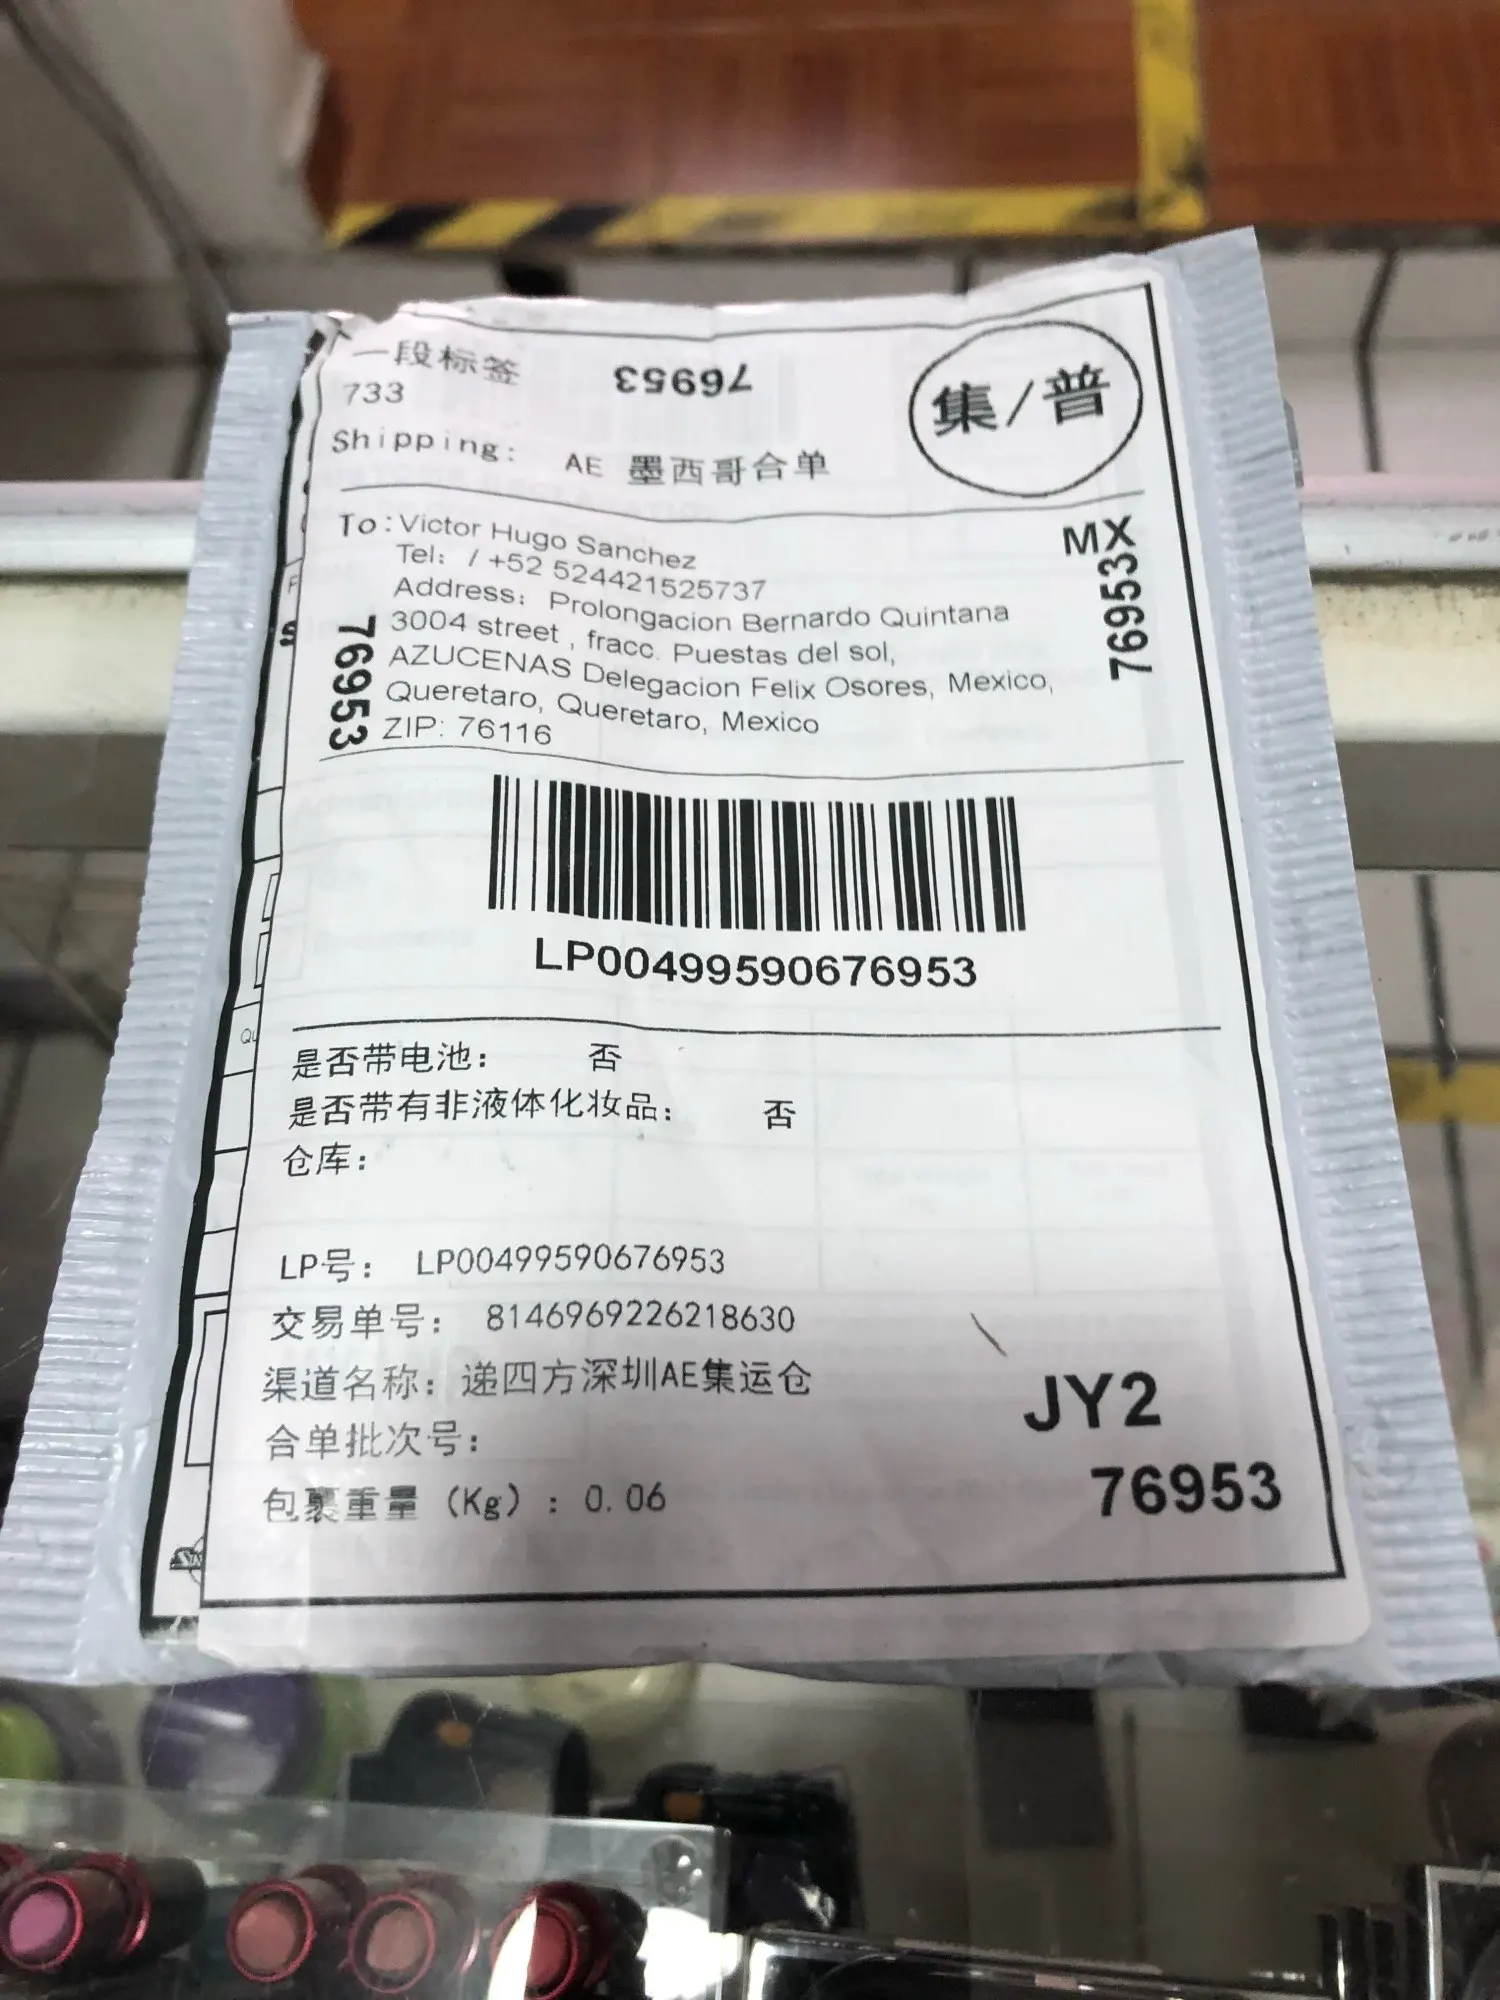 一段标签
76953
集/普
733
Shipping: AE 墨西哥合单
To: Victor Hugo Sanchez
Tel: / +52 524421525737
Address: Prolongacion Bernardo Quintana
3004 street , fracc. Puestas del sol,
AZUCENAS Delegacion Felix Osores, Mexico,
Queretaro, Queretaro, Mexico
ZIP: 76116
76953
MX
76953
LP00499590676953
是否带电池: 否
是否带有非液体化妆品: 否
仓库:
LP号: LP00499590676953
交易单号: 8146969226218630
渠道名称: 递四方深圳AE集运仓
合单批次号:
包裹重量 (Kg) : 0.06
JY2
76953